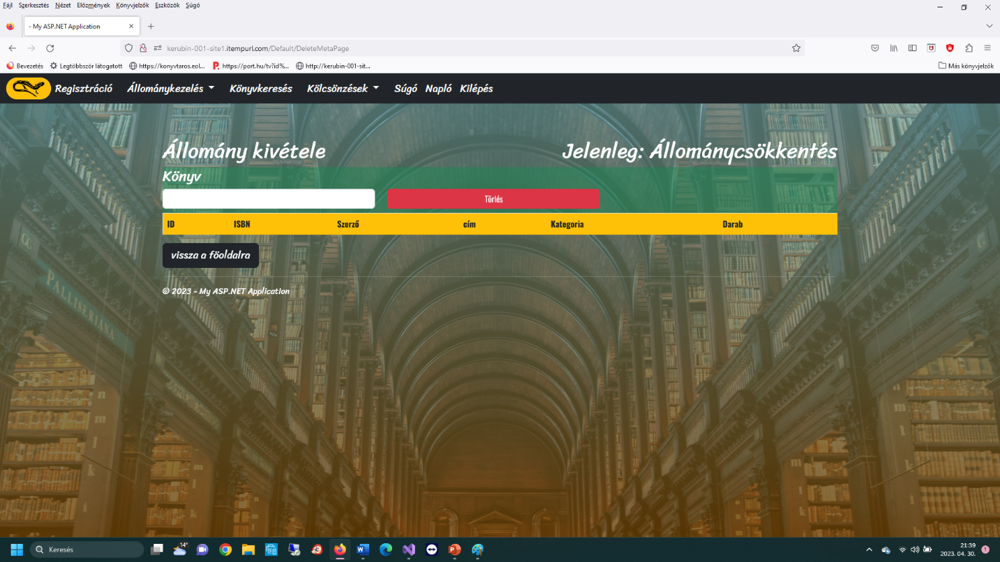 Fájl Szerkesztés Nézet Előzmények Könyvjelzők Eszközök Súgó
- My ASP.NET Application
kerubin-001-site1.itempurl.com/Default/DeleteMetaPage
Bevezetés Legtöbbször látogatott https://konyvtaros.eol... https://port.hu/tv?id%... http://kerubin-001-sit... Más könyvjelzők
Regisztráció Állománykezelés Könyvkeresés Kölcsönzések Súgó Napló Kilépés
Állomány kivétele Jelenleg: Állománycsökkentés
Könyv
Törlés
ID ISBN Szerző cím Kategoria Darab
vissza a föoldalra
© 2023 - My ASP.NET Application
PALLISERIANA
14°
Keresés
21:39
2023. 04. 30.
1